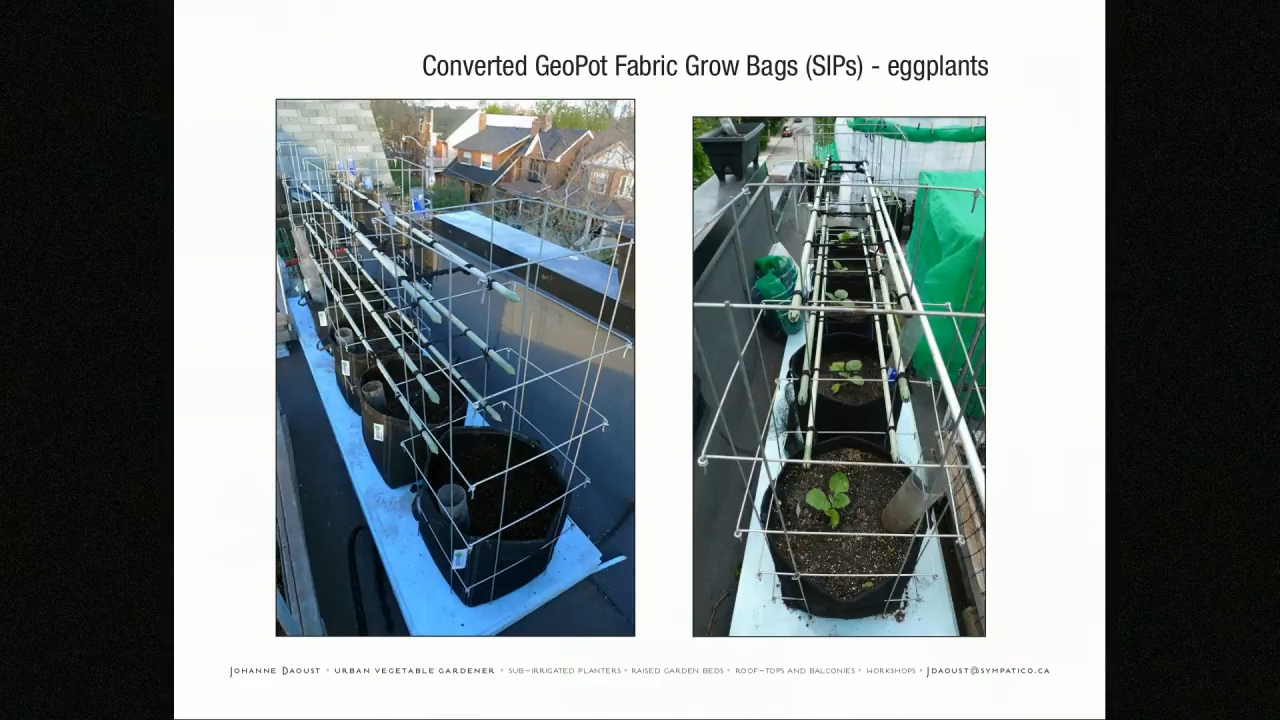 Converted GeoPot Fabric Grow Bags (SIPs) - eggplants
Johanne Daoust • urban vegetable gardener • sub-irrigated planters • raised garden beds • roof-tops and balconies • workshops • jdaoust@sympatico.ca